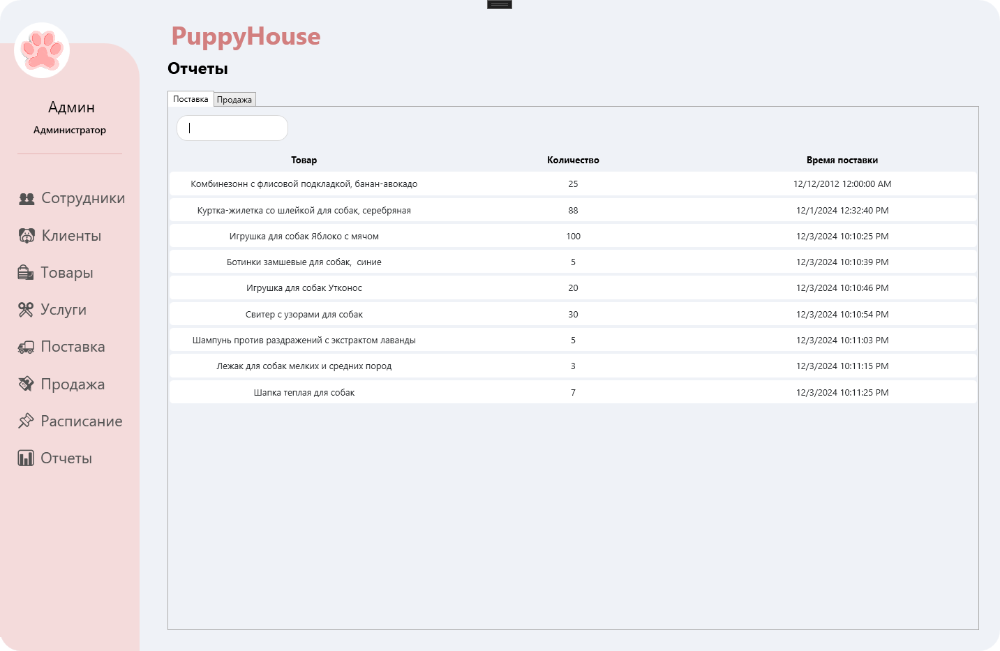 PuppyHouse
Отчеты
Админ
Администратор
Сотрудники
Клиенты
Товары
Услуги
Поставка
Продажа
Расписание
Отчеты
Поставка Продажа
Товар Количество Время поставки
Комбинезонн с флисовой подкладкой, банан-авокадо 25 12/12/2012 12:00:00 AM
Куртка-жилетка со шлейкой для собак, серебряная 88 12/1/2024 12:32:40 PM
Игрушка для собак Яблоко с мячом 100 12/3/2024 10:10:25 PM
Ботинки замшевые для собак,  синие 5 12/3/2024 10:10:39 PM
Игрушка для собак Утконос 20 12/3/2024 10:10:46 PM
Свитер с узорами для собак 30 12/3/2024 10:10:54 PM
Шампунь против раздражений с экстрактом лаванды 5 12/3/2024 10:11:03 PM
Лежак для собак мелких и средних пород 3 12/3/2024 10:11:15 PM
Шапка теплая для собак 7 12/3/2024 10:11:25 PM